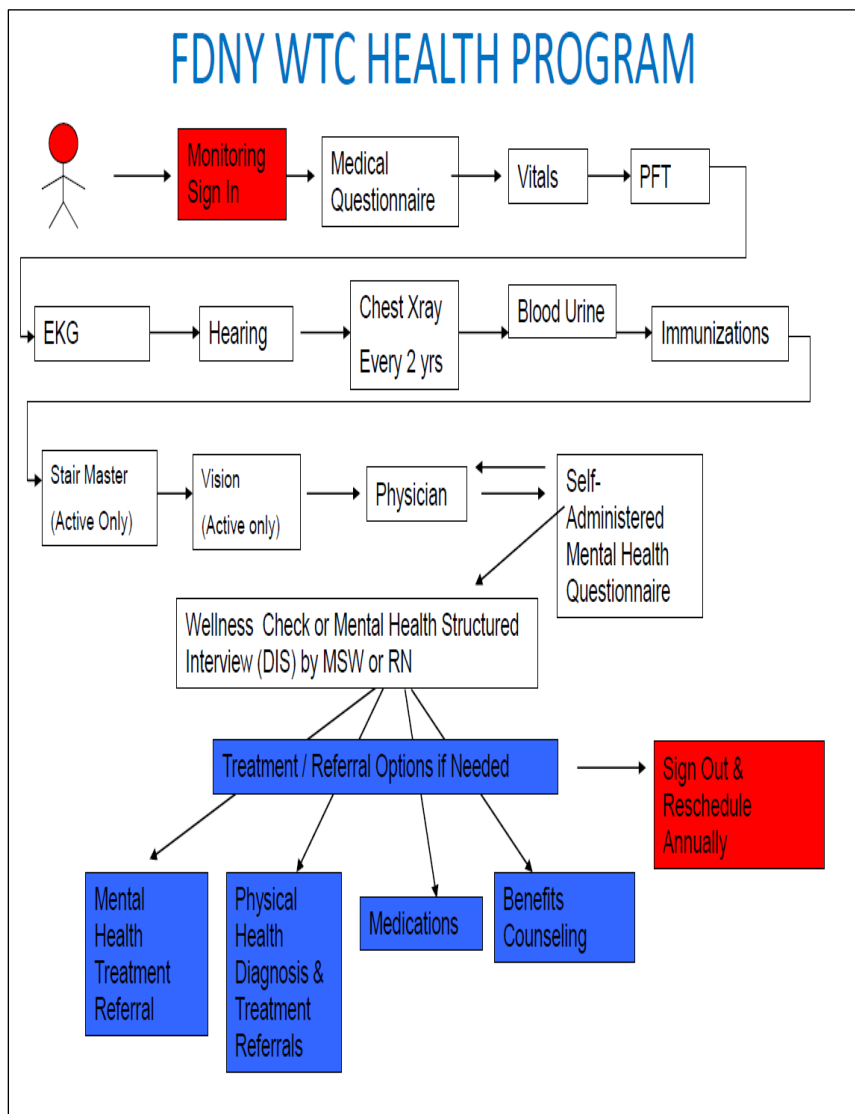 FDNY WTC HEALTH PROGRAM
Monitoring
Sign In
Medical
Questionnaire
Vitals
PFT
EKG
Hearing
Chest Xray
Every 2 yrs
Blood Urine
Immunizations
Stair Master
(Active Only)
Vision
(Active only)
Physician
Self-
Administered
Mental Health
Questionnaire
Wellness Check or Mental Health Structured
Interview (DIS) by MSW or RN
Treatment / Referral Options if Needed
Sign Out &
Reschedule
Annually
Mental
Health
Treatment
Referral
Physical
Health
Diagnosis &
Treatment
Referrals
Medications
Benefits
Counseling